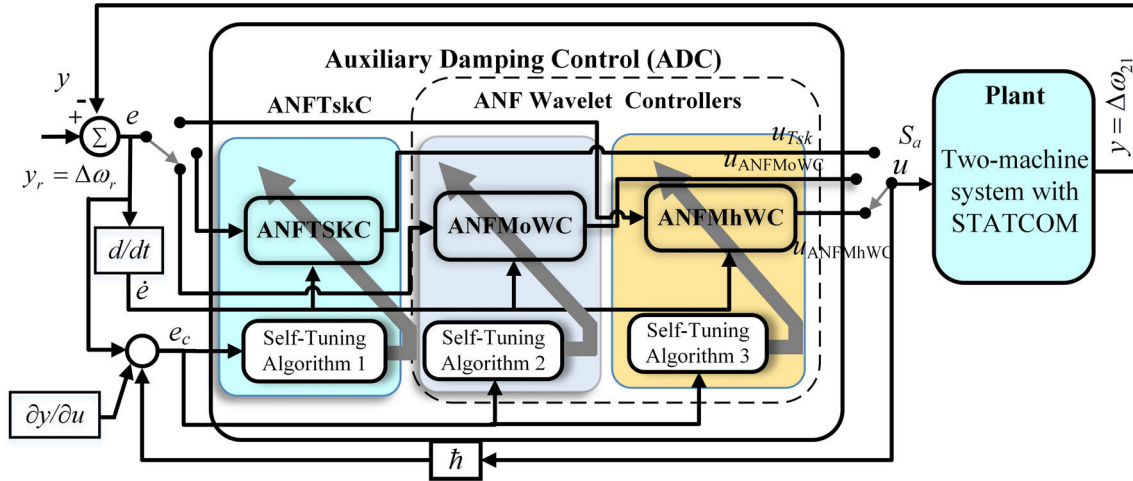 Auxiliary Damping Control (ADC)
ANFTskC
ANF Wavelet Controllers
y
-
+
Σ
e
y_r = Δω_r
d/dt
ė
e_c
∂y/∂u
ħ
ANFTSKC
ANFMoWC
ANFMhWC
Self-Tuning
Algorithm 1
Self-Tuning
Algorithm 2
Self-Tuning
Algorithm 3
u_Tsk
u_ANFMoWC
u_ANFMhWC
S_a
u
Plant
Two-machine
system with
STATCOM
y = Δω_21